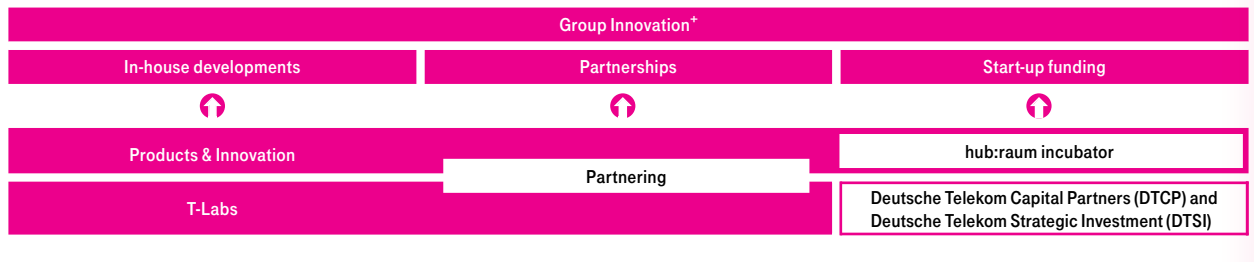 Group Innovation+
In-house developments
Partnerships
Start-up funding
Products & Innovation
hub:raum incubator
Partnering
T-Labs
Deutsche Telekom Capital Partners (DTCP) and
Deutsche Telekom Strategic Investment (DTSI)